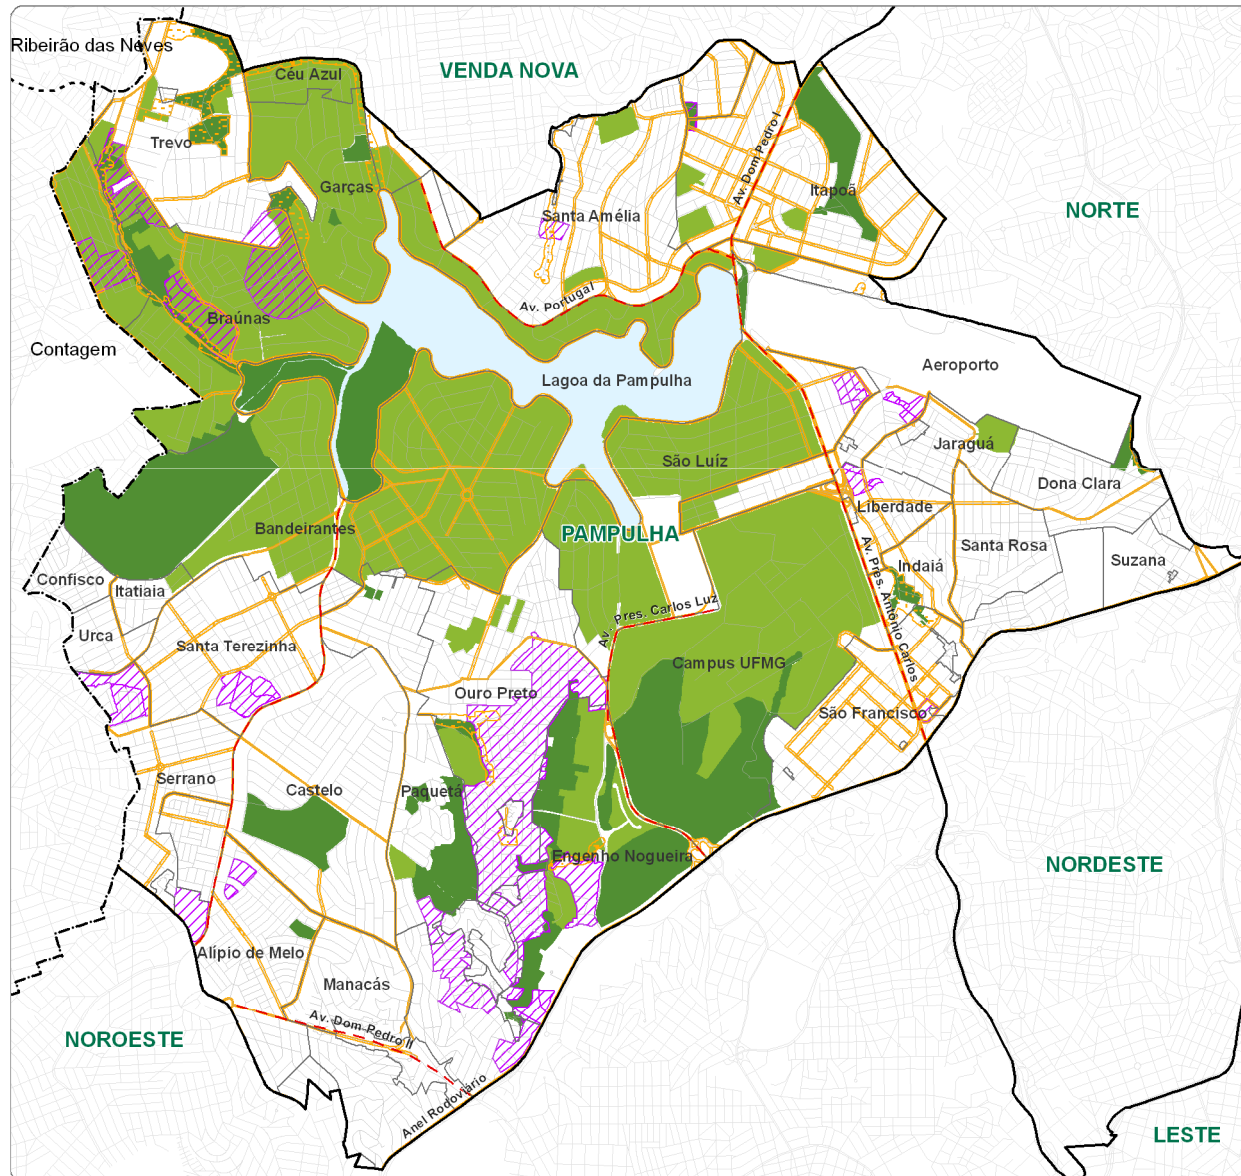 Ribeirão das Neves
Céu Azul
VENDA NOVA
Trevo
Av. Dom Pedro I
Garças
Itapoã
Santa Amélia
NORTE
Av. Portugal
Braúnas
Contagem
Aeroporto
Lagoa da Pampulha
Jaraguá
São Luíz
Dona Clara
Liberdade
Bandeirantes
PAMPULHA
Santa Rosa
Suzana
Indaiá
Confisco
Itatiaia
Av. Pres. Antônio Carlos
Av. Pres. Carlos Luz
Urca
Santa Terezinha
Campus UFMG
Ouro Preto
São Francisco
Serrano
Castelo
Paquetá
Engenho Nogueira
NORDESTE
Alípio de Melo
Manacás
Av. Dom Pedro II
NOROESTE
Anel Rodoviário
LESTE